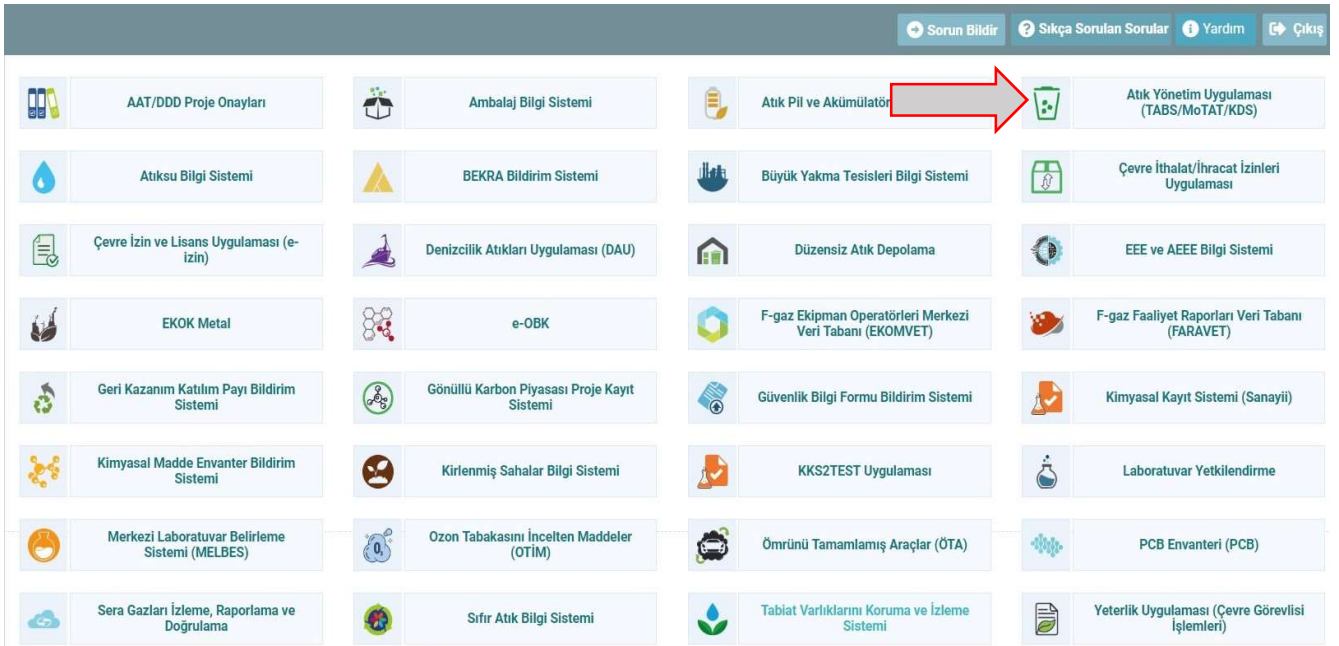 Sorun Bildir
Sıkça Sorulan Sorular
Yardım
Çıkış
AAT/DDD Proje Onayları
Ambalaj Bilgi Sistemi
Atık Pil ve Akümülatör
Atık Yönetim Uygulaması
(TABS/MoTAT/KDS)
Atıksu Bilgi Sistemi
BEKRA Bildirim Sistemi
Büyük Yakma Tesisleri Bilgi Sistemi
Çevre İthalat/İhracat İzinleri
Uygulaması
Çevre İzin ve Lisans Uygulaması (e-
izin)
Denizcilik Atıkları Uygulaması (DAU)
Düzensiz Atık Depolama
EEE ve AEEE Bilgi Sistemi
EKOK Metal
e-OBK
F-gaz Ekipman Operatörleri Merkezi
Veri Tabanı (EKOMVET)
F-gaz Faaliyet Raporları Veri Tabanı
(FARAVET)
Geri Kazanım Katılım Payı Bildirim
Sistemi
Gönüllü Karbon Piyasası Proje Kayıt
Sistemi
Güvenlik Bilgi Formu Bildirim Sistemi
Kimyasal Kayıt Sistemi (Sanayii)
Kimyasal Madde Envanter Bildirim
Sistemi
Kirlenmiş Sahalar Bilgi Sistemi
KKS2TEST Uygulaması
Laboratuvar Yetkilendirme
Merkezi Laboratuvar Belirleme
Sistemi (MELBES)
Ozon Tabakasını İncelten Maddeler
(OTİM)
Ömrünü Tamamlamış Araçlar (ÖTA)
PCB Envanteri (PCB)
Sera Gazları İzleme, Raporlama ve
Doğrulama
Sıfır Atık Bilgi Sistemi
Tabiat Varlıklarını Koruma ve İzleme
Sistemi
Yeterlik Uygulaması (Çevre Görevlisi
İşlemleri)